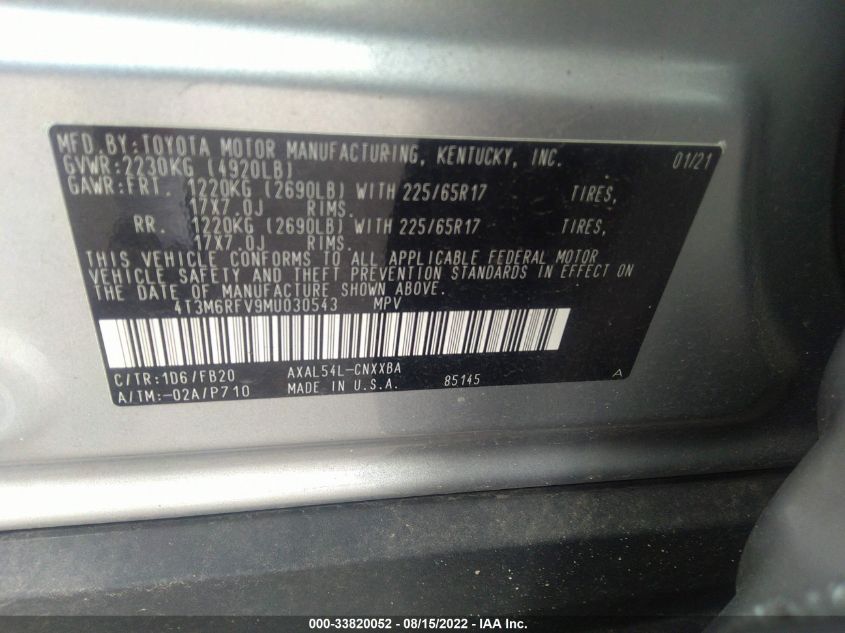 MFD.BY:TOYOTA MOTOR MANUFACTURING, KENTUCKY, INC. 01/21
GVWR:2230KG (4920LB)
GAWR:FRT. 1220KG (2690LB) WITH 225/65R17 TIRES,
17X7.0J RIMS.
RR. 1220KG (2690LB) WITH 225/65R17 TIRES,
17X7.0J RIMS.
THIS VEHICLE CONFORMS TO ALL APPLICABLE FEDERAL MOTOR
VEHICLE SAFETY AND THEFT PREVENTION STANDARDS IN EFFECT ON
THE DATE OF MANUFACTURE SHOWN ABOVE.
4T3M6RFV9MU030543 MPV
C/TR:1D6/FB20 AXAL54L-CNXXBA
A/TM:-02A/P710 MADE IN U.S.A. 85145 A
000-33820052 - 08/15/2022 - IAA Inc.